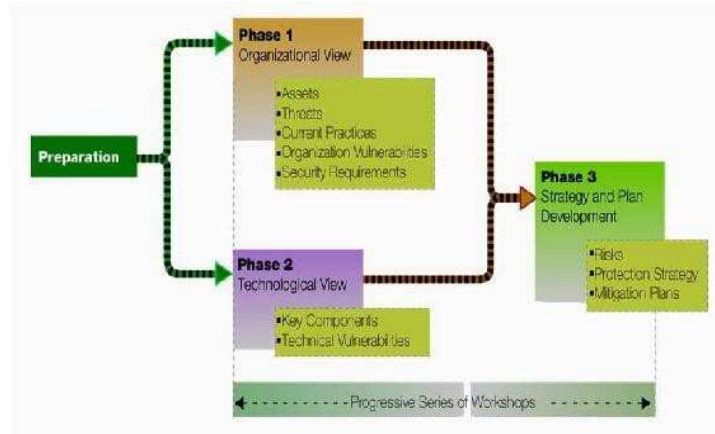 Preparation
Phase 1
Organizational View
▪Assets
▪Threats
▪Current Practices
▪Organization Vulnerabilities
▪Security Requirements
Phase 2
Technological View
▪Key Components
▪Technical Vulnerabilities
Phase 3
Strategy and Plan
Development
▪Risks
▪Protection Strategy
▪Mitigation Plans
Progressive Series of Workshops